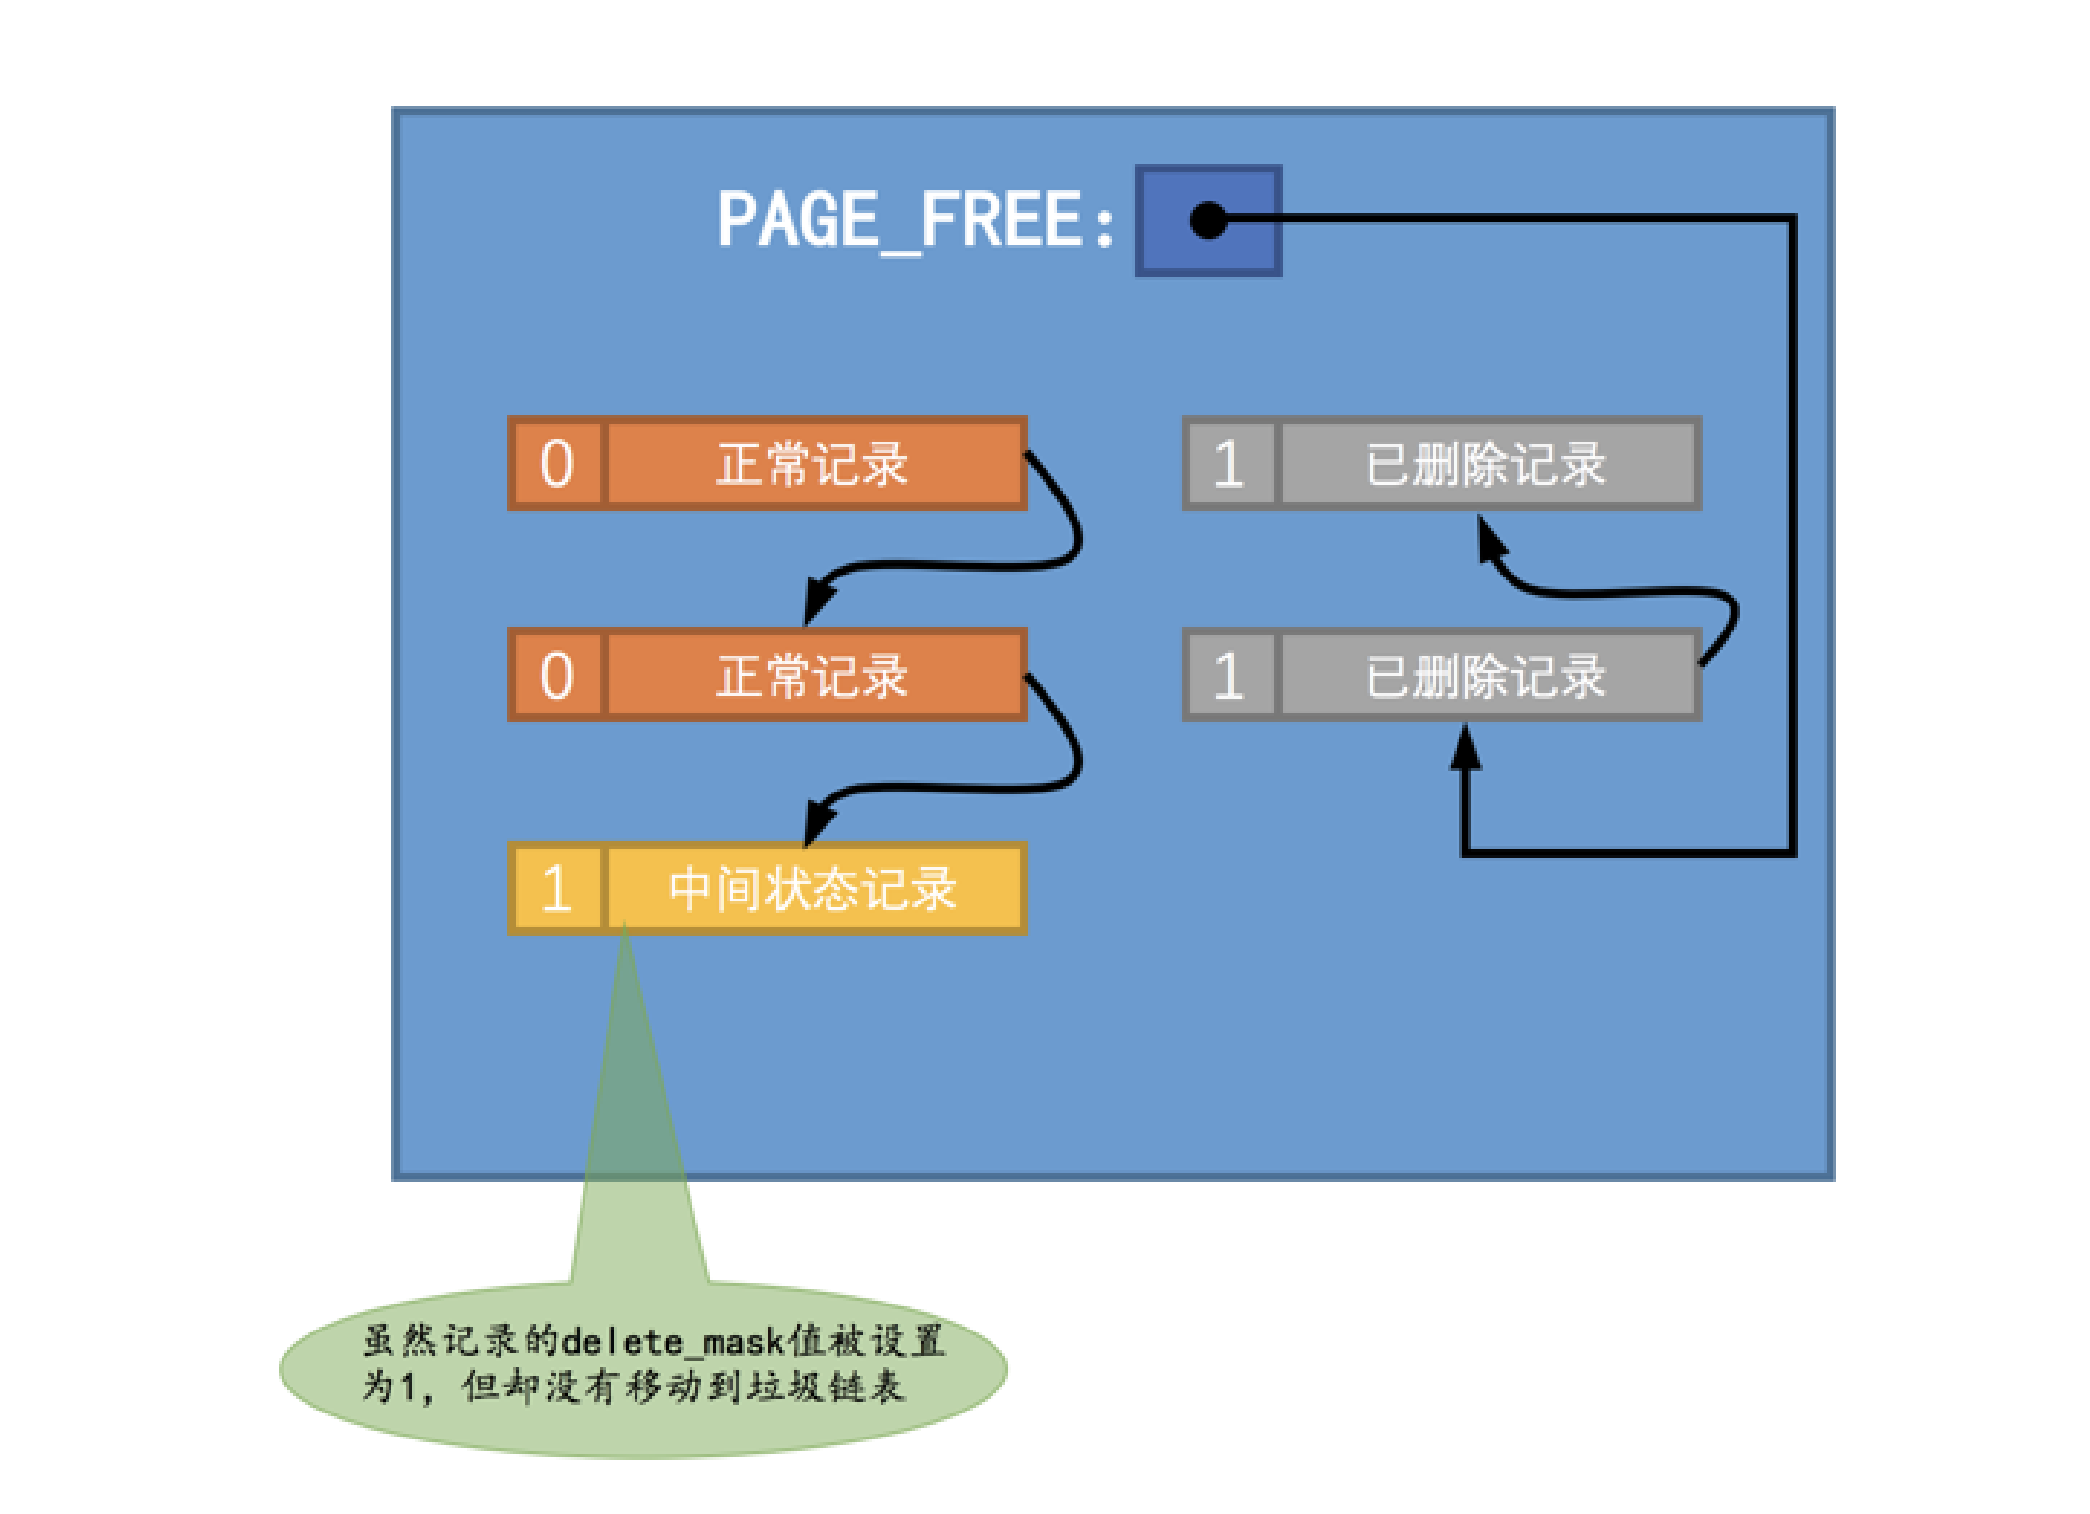 PAGE_FREE:
0 正常记录
1 已删除记录
0 正常记录
1 已删除记录
1 中间状态记录
虽然记录的delete_mask值被设置
为1，但却没有移动到垃圾链表